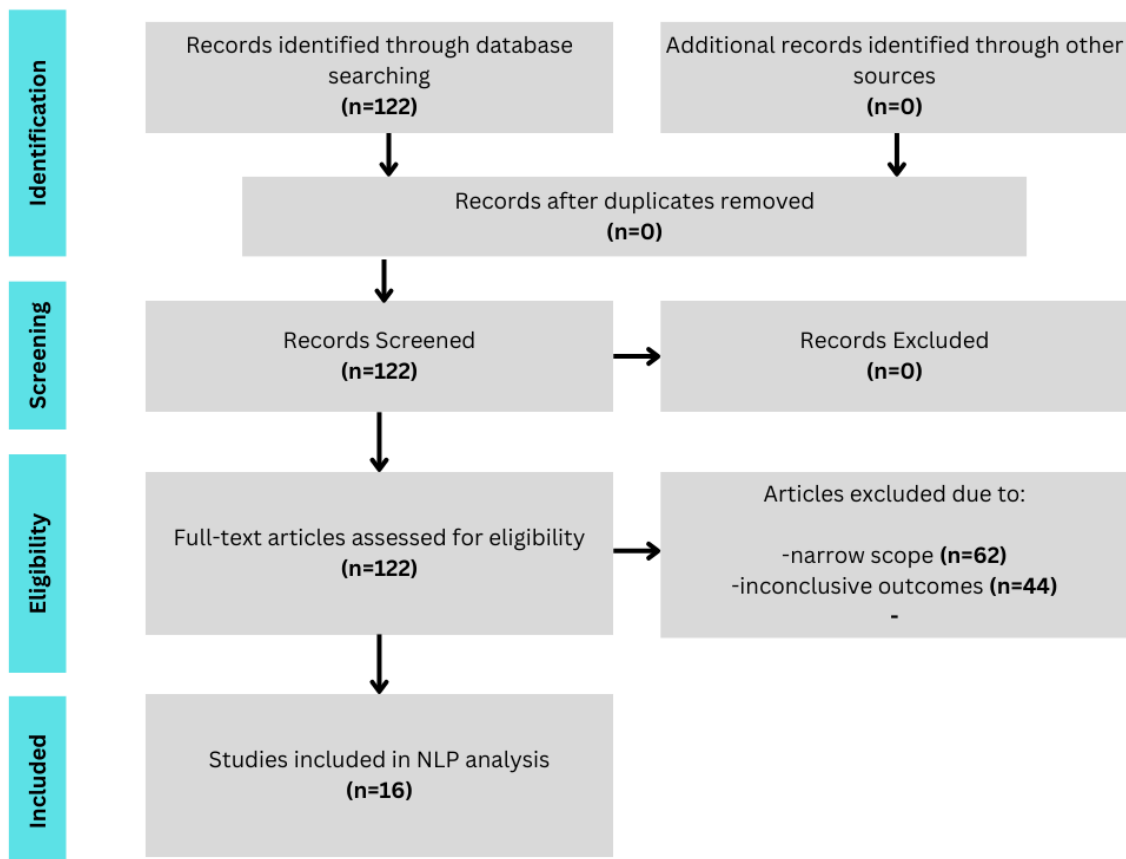 Identification
Records identified through database
searching
(n=122)
Additional records identified through other
sources
(n=0)
Records after duplicates removed
(n=0)
Screening
Records Screened
(n=122)
Records Excluded
(n=0)
Eligibility
Full-text articles assessed for eligibility
(n=122)
Articles excluded due to:
-narrow scope (n=62)
-inconclusive outcomes (n=44)
-
Included
Studies included in NLP analysis
(n=16)